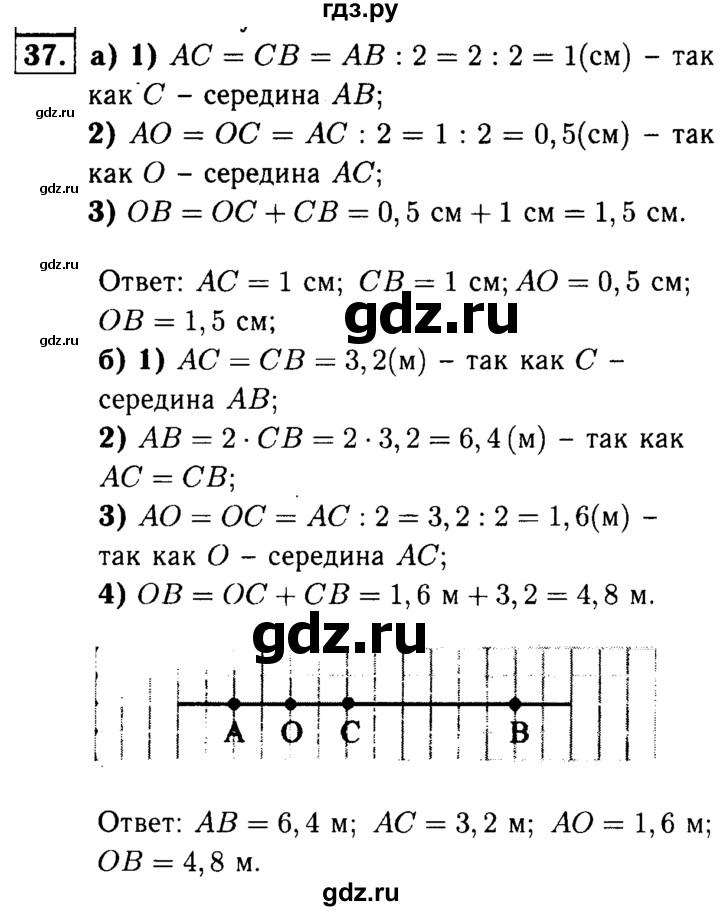 гдз.ру
37. а) 1) AC = CB = AB : 2 = 2 : 2 = 1(см) – так
как C – середина AB;
gdz.ru
2) AO = OC = AC : 2 = 1 : 2 = 0,5(см) – так
как O – середина AC;
gdz.ru
3) OB = OC + CB = 0,5 см + 1 см = 1,5 см.
gdz.ru
Ответ: AC = 1 см; CB = 1 см; AO = 0,5 см;
gdz.ru
OB = 1,5 см;
gdz.ru
б) 1) AC = CB = 3,2(м) – так как C –
середина AB;
2) AB = 2 · CB = 2 · 3,2 = 6,4 (м) – так как
AC = CB;
3) AO = OC = AC : 2 = 3,2 : 2 = 1,6(м) –
так как O – середина AC;
4) OB = OC + CB = 1,6 м + 3,2 = 4,8 м.
gdz.ru
A O C B
Ответ: AB = 6,4 м; AC = 3,2 м; AO = 1,6 м;
OB = 4,8 м.
gdz.ru